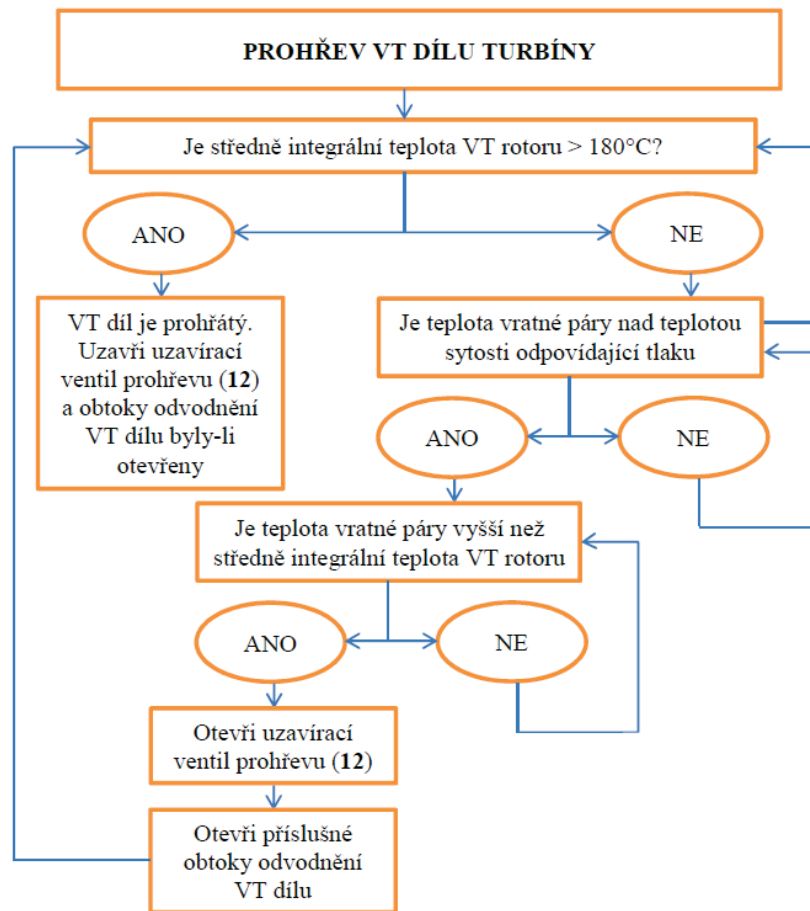 PROHŘEV VT DÍLU TURBÍNY
Je středně integrální teplota VT rotoru > 180°C?
ANO
NE
VT díl je prohřátý.
Uzavři uzavírací
ventil prohřevu (12)
a obtoky odvodnění
VT dílu byly-li
otevřeny
Je teplota vratné páry nad teplotou
sytosti odpovídající tlaku
ANO
NE
Je teplota vratné páry vyšší než
středně integrální teplota VT rotoru
ANO
NE
Otevři uzavírací
ventil prohřevu (12)
Otevři příslušné
obtoky odvodnění
VT dílu